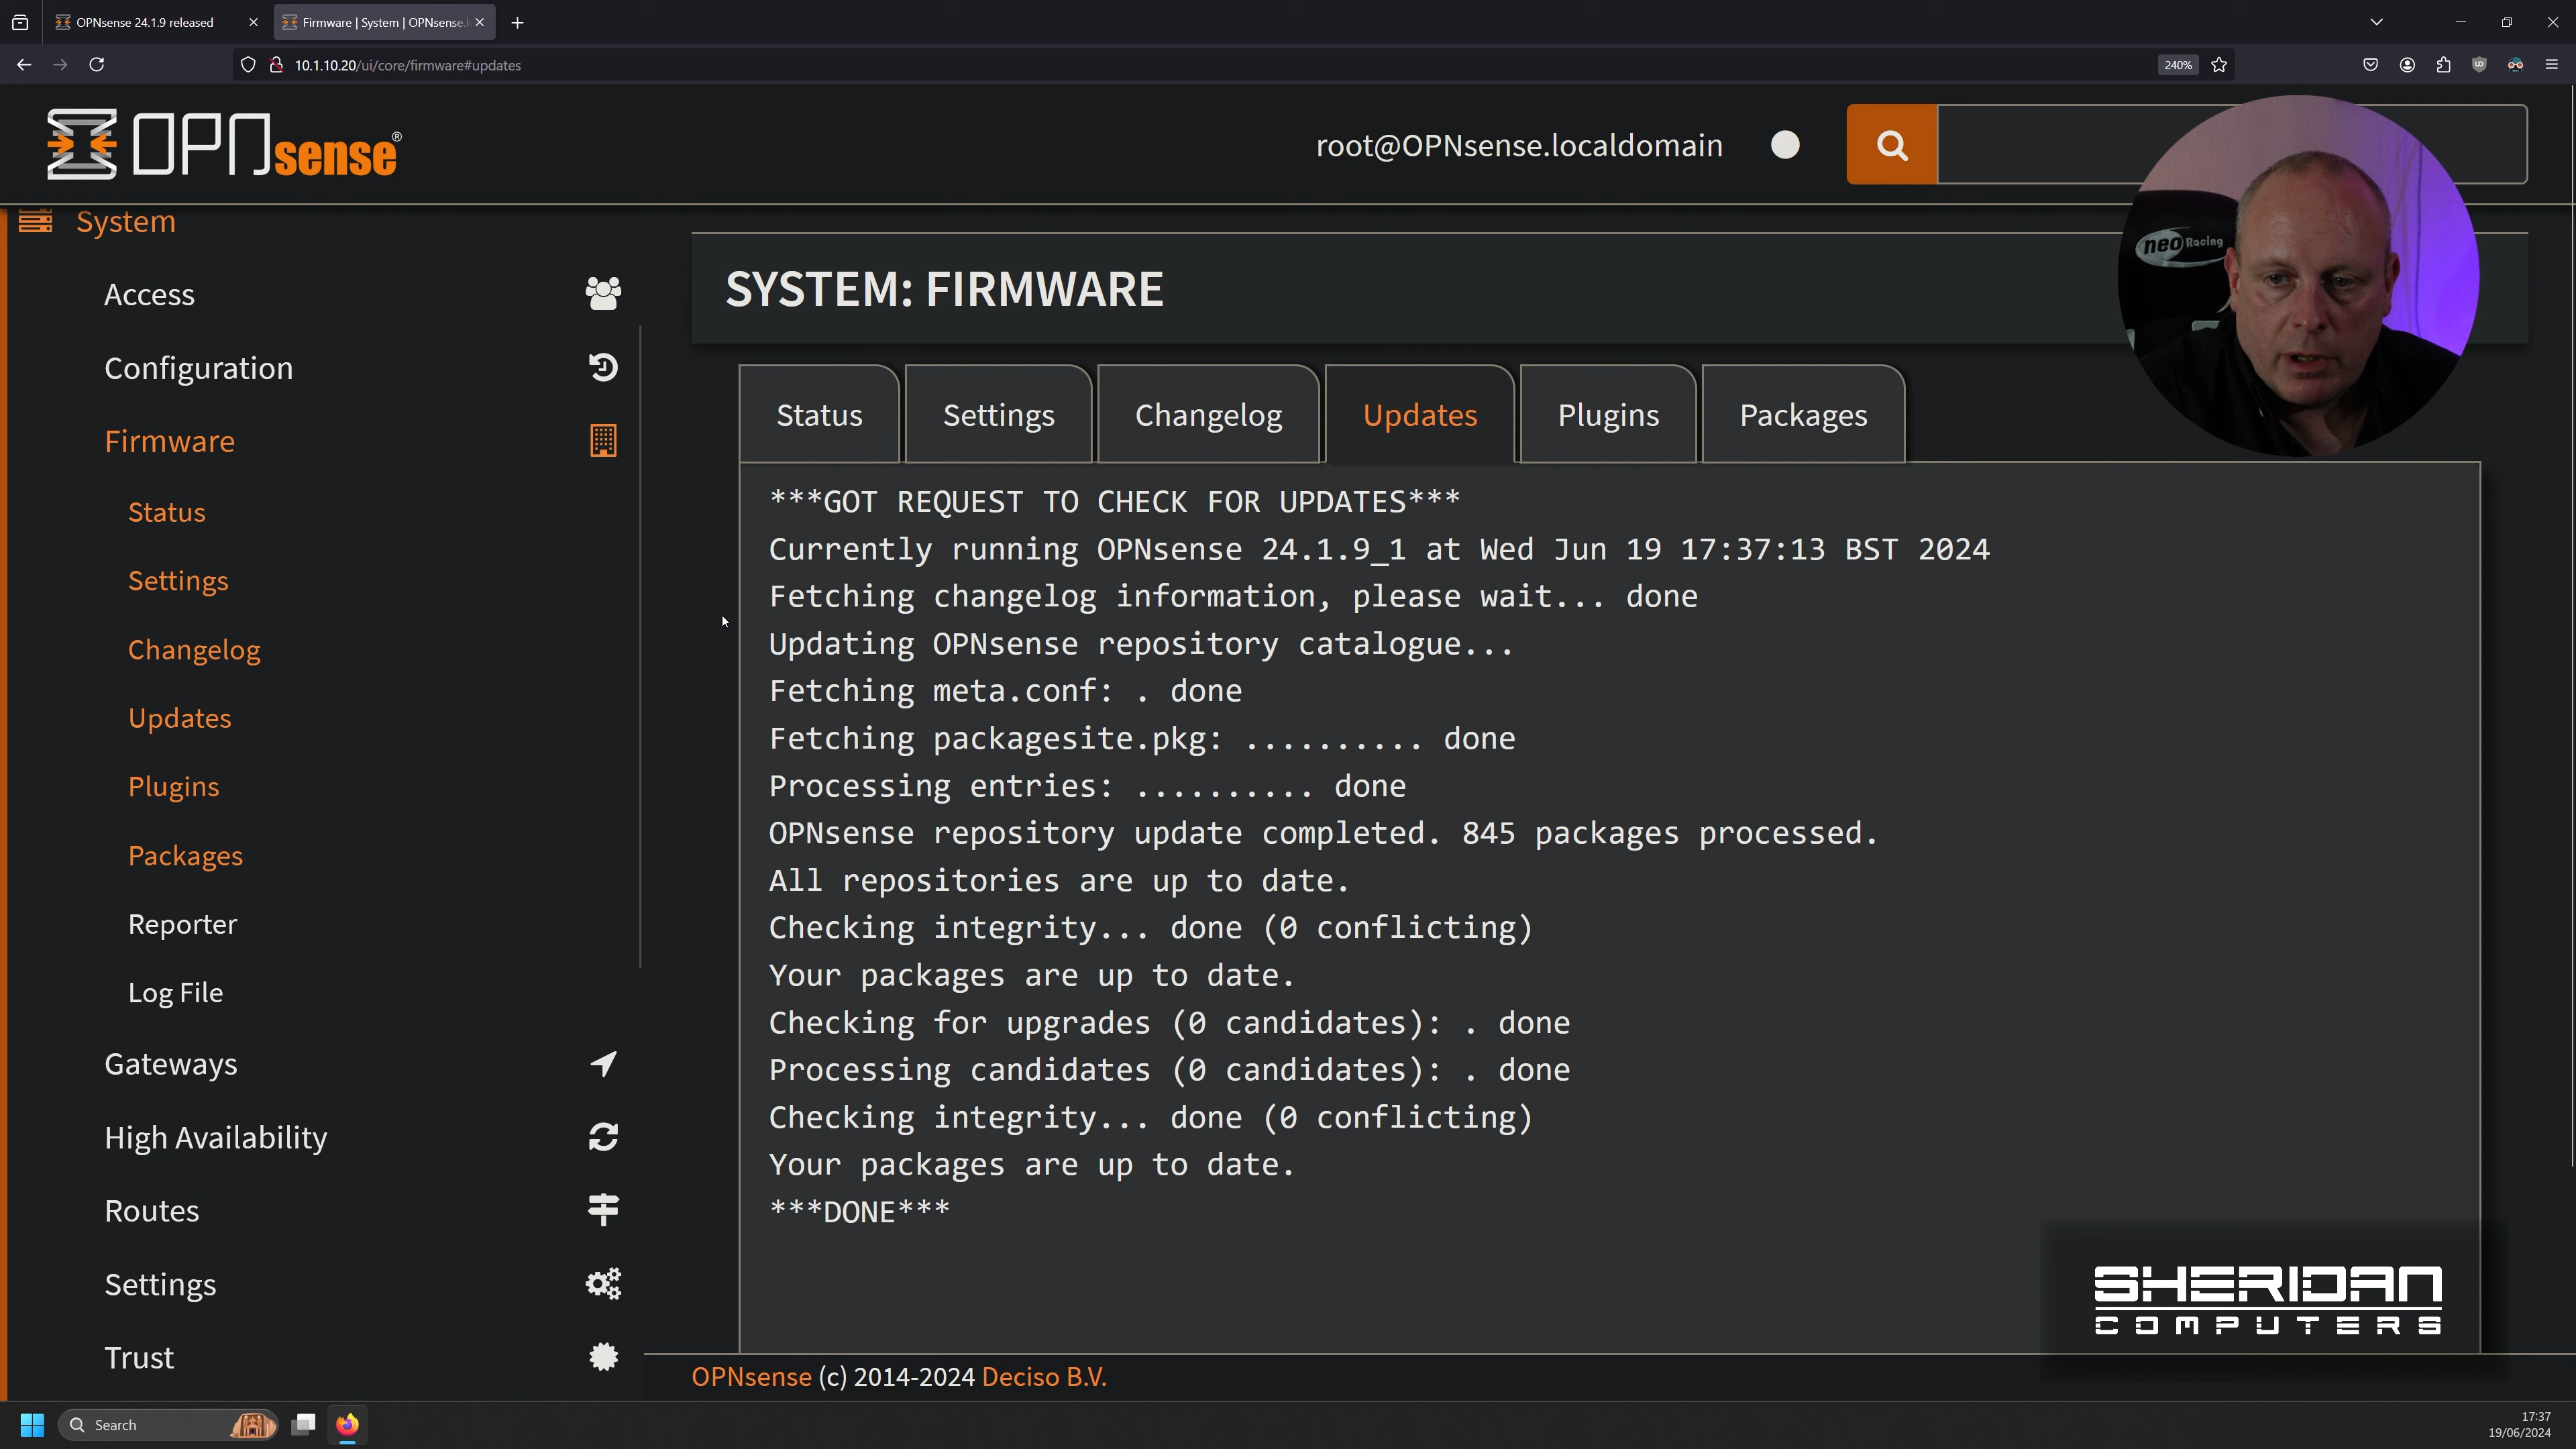 OPNsense 24.1.9 released
Firmware | System | OPNsense.l
10.1.10.20/ui/core/firmware#updates
240%
OPNsense®
root@OPNsense.localdomain
neo Racing
System
Access
Configuration
Firmware
Status
Settings
Changelog
Updates
Plugins
Packages
Reporter
Log File
Gateways
High Availability
Routes
Settings
Trust
SYSTEM: FIRMWARE
Status
Settings
Changelog
Updates
Plugins
Packages
***GOT REQUEST TO CHECK FOR UPDATES***
Currently running OPNsense 24.1.9_1 at Wed Jun 19 17:37:13 BST 2024
Fetching changelog information, please wait... done
Updating OPNsense repository catalogue...
Fetching meta.conf: . done
Fetching packagesite.pkg: .......... done
Processing entries: .......... done
OPNsense repository update completed. 845 packages processed.
All repositories are up to date.
Checking integrity... done (0 conflicting)
Your packages are up to date.
Checking for upgrades (0 candidates): . done
Processing candidates (0 candidates): . done
Checking integrity... done (0 conflicting)
Your packages are up to date.
***DONE***
SHERIDAN
COMPUTERS
OPNsense (c) 2014-2024 Deciso B.V.
Search
17:37
19/06/2024